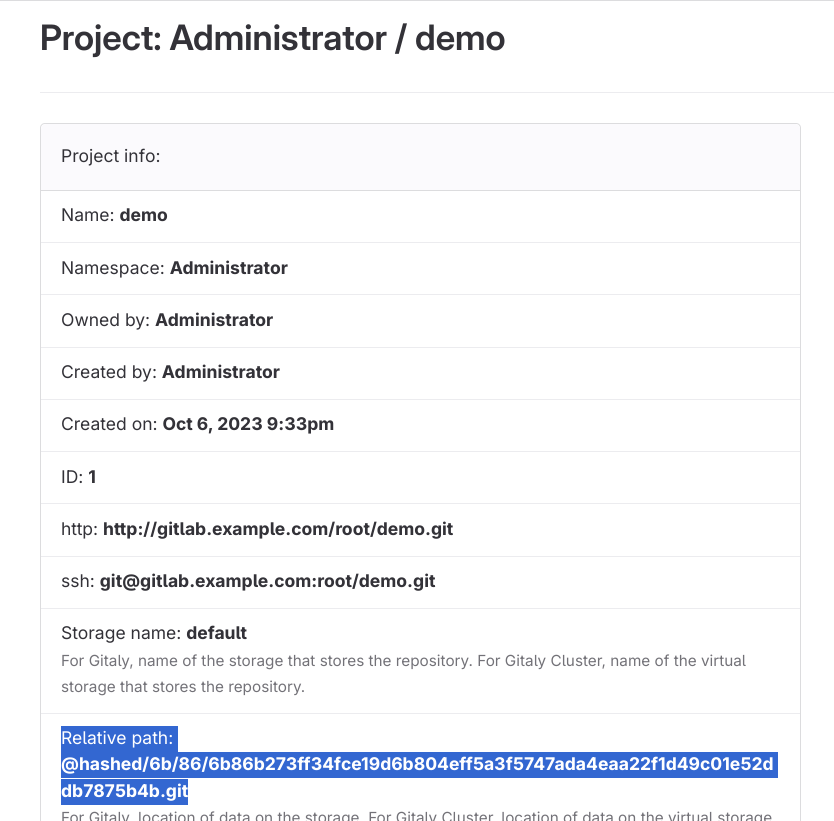 Project: Administrator / demo
Project info:
Name: demo
Namespace: Administrator
Owned by: Administrator
Created by: Administrator
Created on: Oct 6, 2023 9:33pm
ID: 1
http: http://gitlab.example.com/root/demo.git
ssh: git@gitlab.example.com:root/demo.git
Storage name: default
For Gitaly, name of the storage that stores the repository. For Gitaly Cluster, name of the virtual
storage that stores the repository.
Relative path:
@hashed/6b/86/6b86b273ff34fce19d6b804eff5a3f5747ada4eaa22f1d49c01e52d
db7875b4b.git
For Gitaly, location of data on the storage. For Gitaly Cluster, location of data on the virtual storage